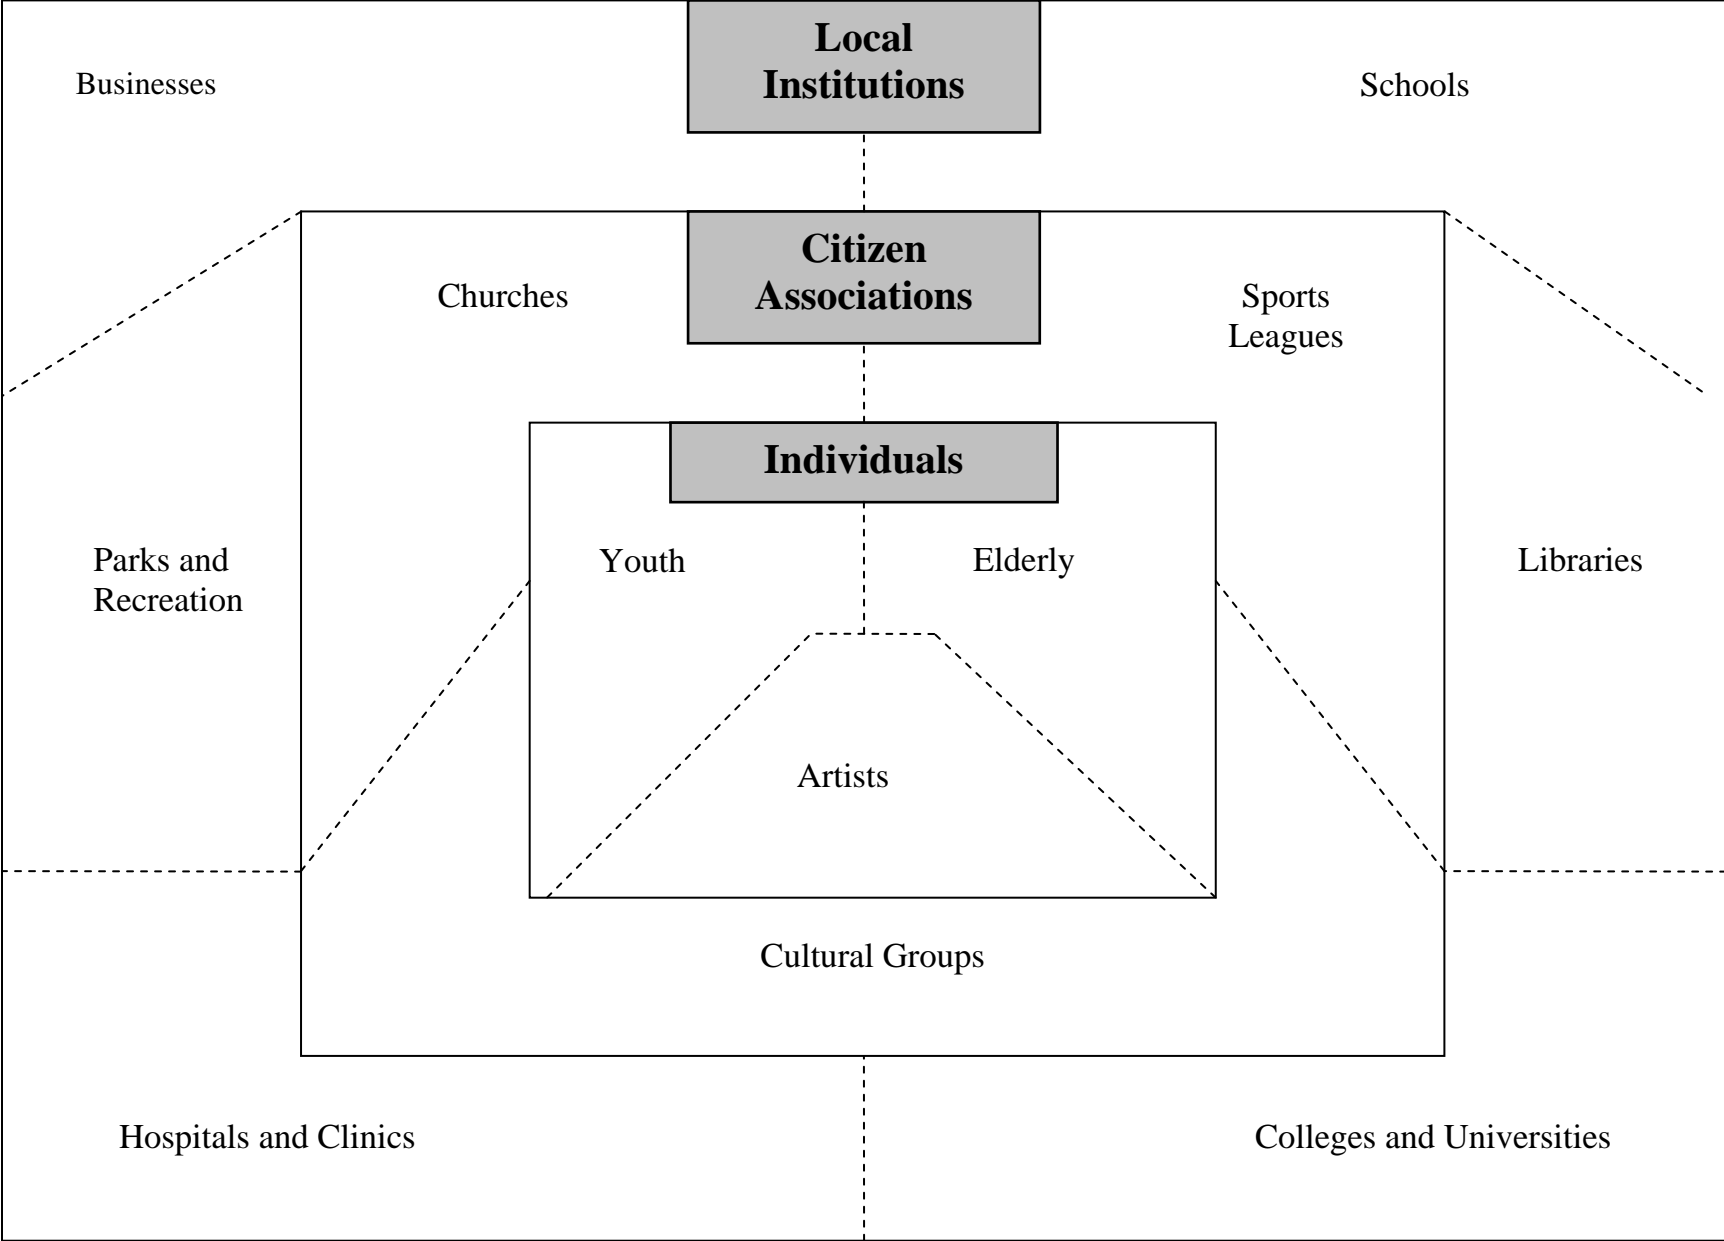 Local
Institutions
Businesses
Schools
Citizen
Associations
Churches
Sports
Leagues
Individuals
Parks and
Recreation
Youth
Elderly
Libraries
Artists
Cultural Groups
Hospitals and Clinics
Colleges and Universities